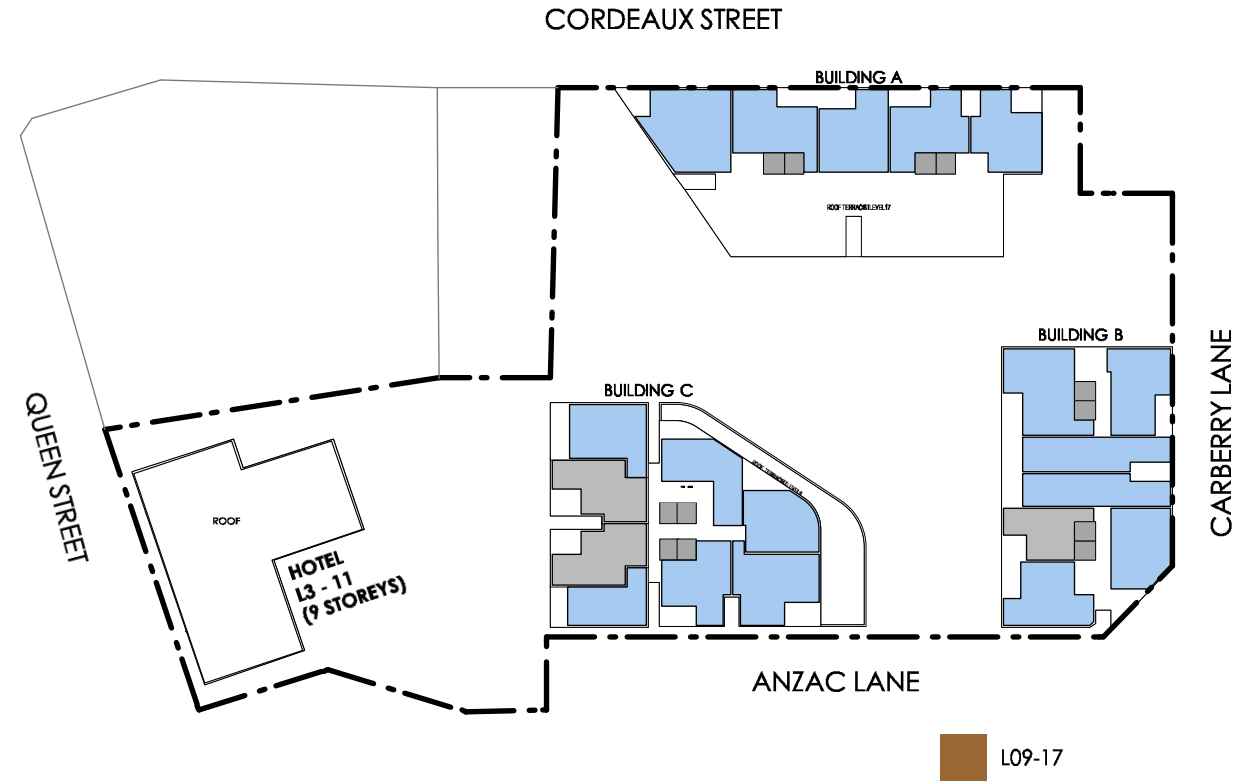 CORDEAUX STREET
BUILDING A
BUILDING B
BUILDING C
QUEEN STREET
CARBERRY LANE
ROOF
HOTEL
L3 - 11
(9 STOREYS)
ANZAC LANE
L09-17